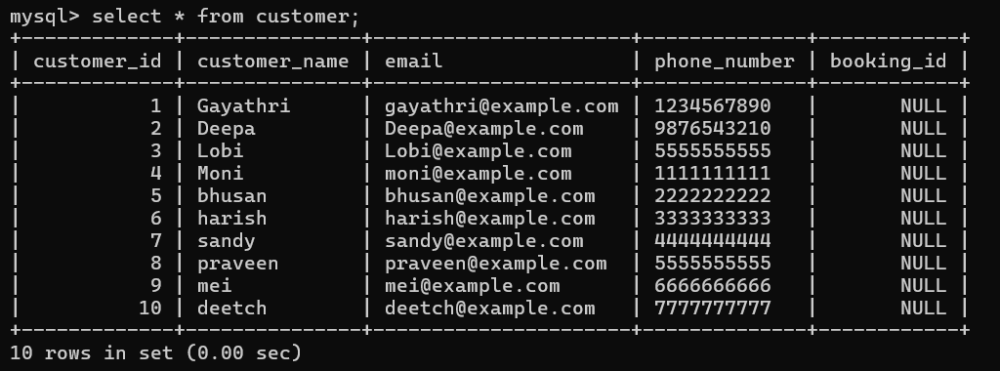 mysql> select * from customer;
+-------------+---------------+----------------------+--------------+------------+
| customer_id | customer_name | email                | phone_number | booking_id |
+-------------+---------------+----------------------+--------------+------------+
|           1 | Gayathri      | gayathri@example.com | 1234567890   |       NULL |
|           2 | Deepa         | Deepa@example.com    | 9876543210   |       NULL |
|           3 | Lobi          | Lobi@example.com     | 5555555555   |       NULL |
|           4 | Moni          | moni@example.com     | 1111111111   |       NULL |
|           5 | bhusan        | bhusan@example.com   | 2222222222   |       NULL |
|           6 | harish        | harish@example.com   | 3333333333   |       NULL |
|           7 | sandy         | sandy@example.com    | 4444444444   |       NULL |
|           8 | praveen       | praveen@example.com  | 5555555555   |       NULL |
|           9 | mei           | mei@example.com      | 6666666666   |       NULL |
|          10 | deetch        | deetch@example.com   | 7777777777   |       NULL |
+-------------+---------------+----------------------+--------------+------------+
10 rows in set (0.00 sec)